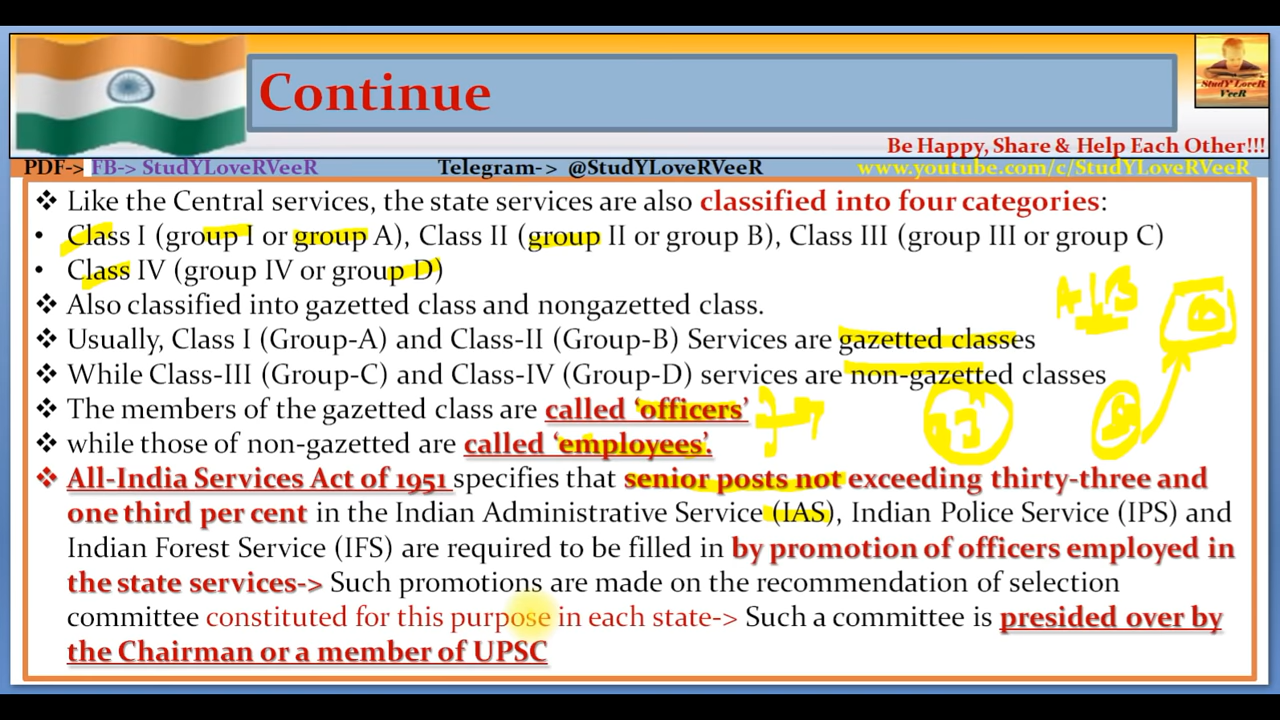 Continue
StudY LoveR
VeeR
Be Happy, Share & Help Each Other!!!
PDF-> FB-> StudYLoveRVeeR Telegram-> @StudYLoveRVeeR www.youtube.com/c/StudYLoveRVeeR
❖ Like the Central services, the state services are also classified into four categories:
• Class I (group I or group A), Class II (group II or group B), Class III (group III or group C)
• Class IV (group IV or group D)
❖ Also classified into gazetted class and nongazetted class.
❖ Usually, Class I (Group-A) and Class-II (Group-B) Services are gazetted classes
❖ While Class-III (Group-C) and Class-IV (Group-D) services are non-gazetted classes
❖ The members of the gazetted class are called ‘officers’
❖ while those of non-gazetted are called ‘employees’.
❖ All-India Services Act of 1951 specifies that senior posts not exceeding thirty-three and
one third per cent in the Indian Administrative Service (IAS), Indian Police Service (IPS) and
Indian Forest Service (IFS) are required to be filled in by promotion of officers employed in
the state services-> Such promotions are made on the recommendation of selection
committee constituted for this purpose in each state-> Such a committee is presided over by
the Chairman or a member of UPSC